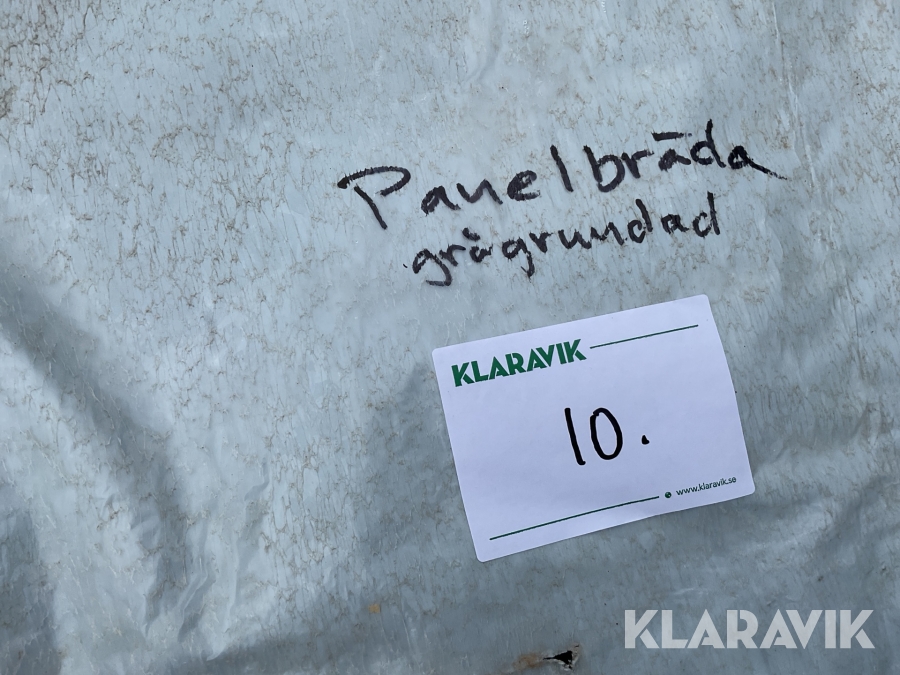 Panelbräda
grågrundad
KLARAVIK
10.
www.klaravik.se
KLARAVIK